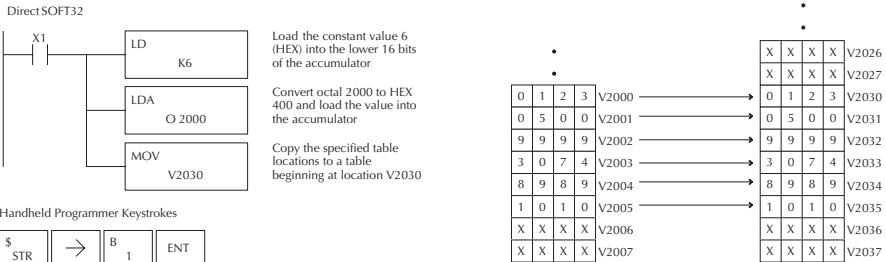 Direct SOFT32
X1
LD
K6
Load the constant value 6
(HEX) into the lower 16 bits
of the accumulator
LDA
O 2000
Convert octal 2000 to HEX
400 and load the value into
the accumulator
MOV
V2030
Copy the specified table
locations to a table
beginning at location V2030
Handheld Programmer Keystrokes
$
STR
B
1
ENT
0 1 2 3 V2000
0 5 0 0 V2001
9 9 9 9 V2002
3 0 7 4 V2003
8 9 8 9 V2004
1 0 1 0 V2005
X X X X V2006
X X X X V2007
X X X X V2026
X X X X V2027
0 1 2 3 V2030
0 5 0 0 V2031
9 9 9 9 V2032
3 0 7 4 V2033
8 9 8 9 V2034
1 0 1 0 V2035
X X X X V2036
X X X X V2037